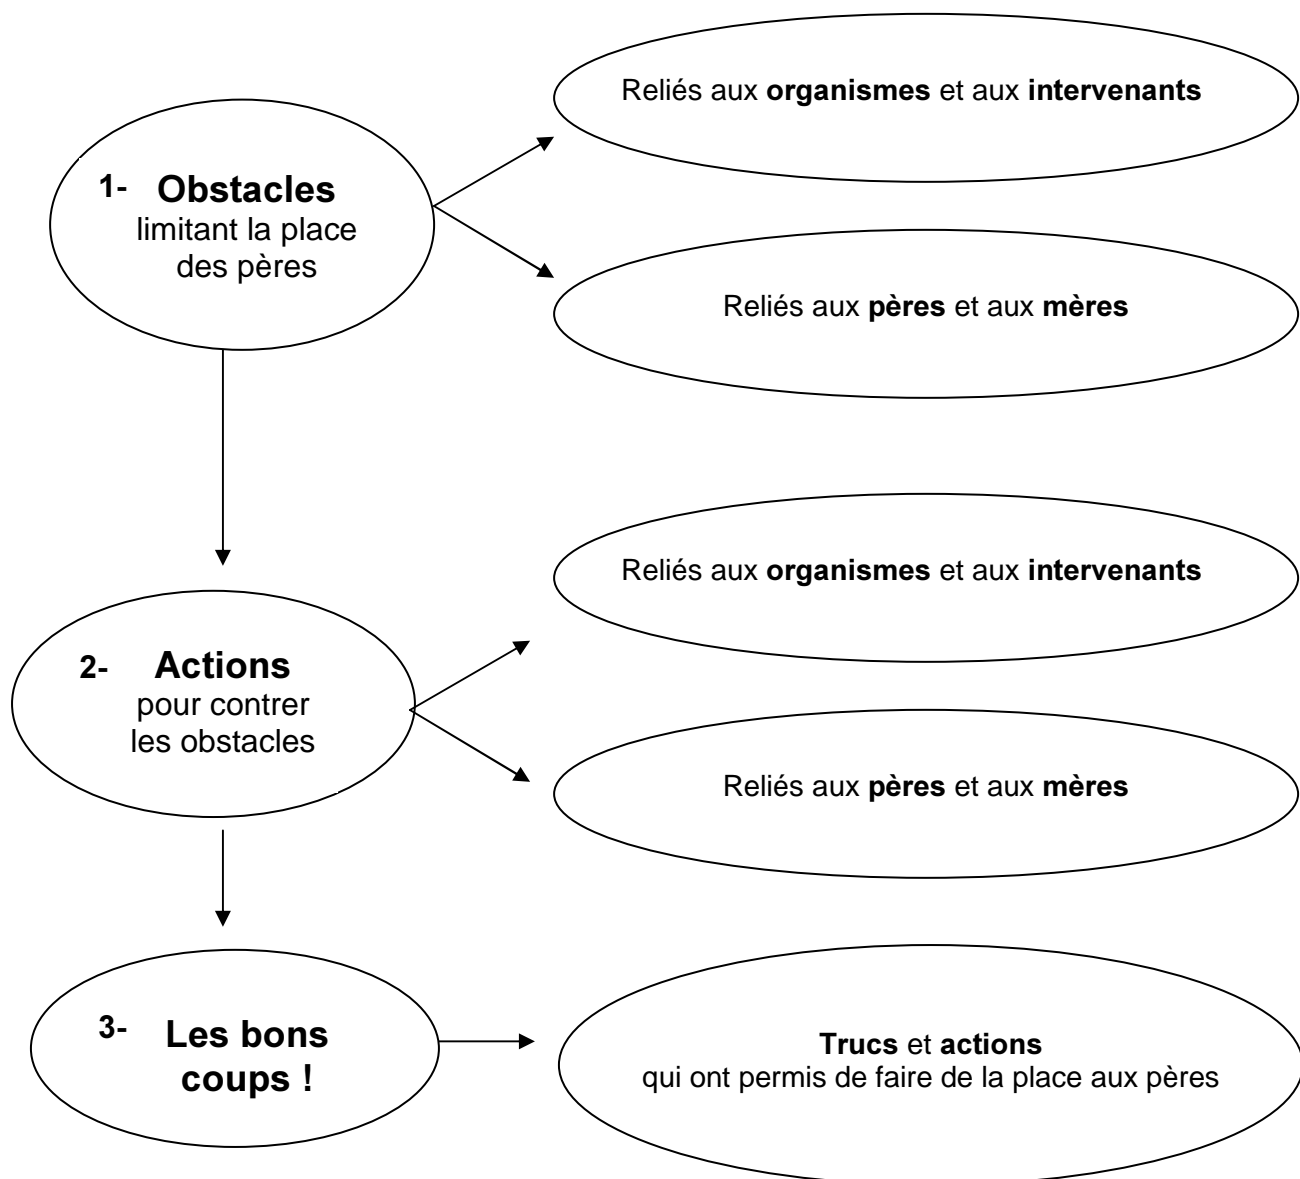 Reliés aux organismes et aux intervenants
1- Obstacles
limitant la place
des pères
Reliés aux pères et aux mères
Reliés aux organismes et aux intervenants
2- Actions
pour contrer
les obstacles
Reliés aux pères et aux mères
3- Les bons
coups !
Trucs et actions
qui ont permis de faire de la place aux pères